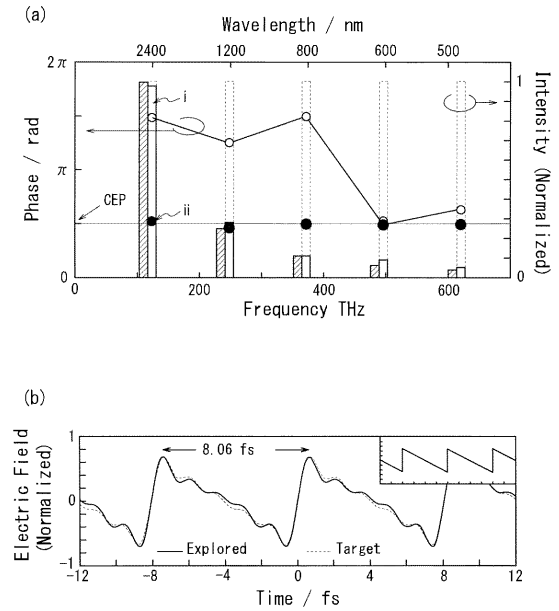 (a)
Wavelength / nm
2400 1200 800 600 500
2π
π
0
Phase / rad
CEP
i
ii
1
0
Intensity (Normalized)
0 200 400 600
Frequency THz
(b)
1
0
-1
Electric Field
(Normalized)
8.06 fs
Explored Target
-12 -8 -4 0 4 8 12
Time / fs